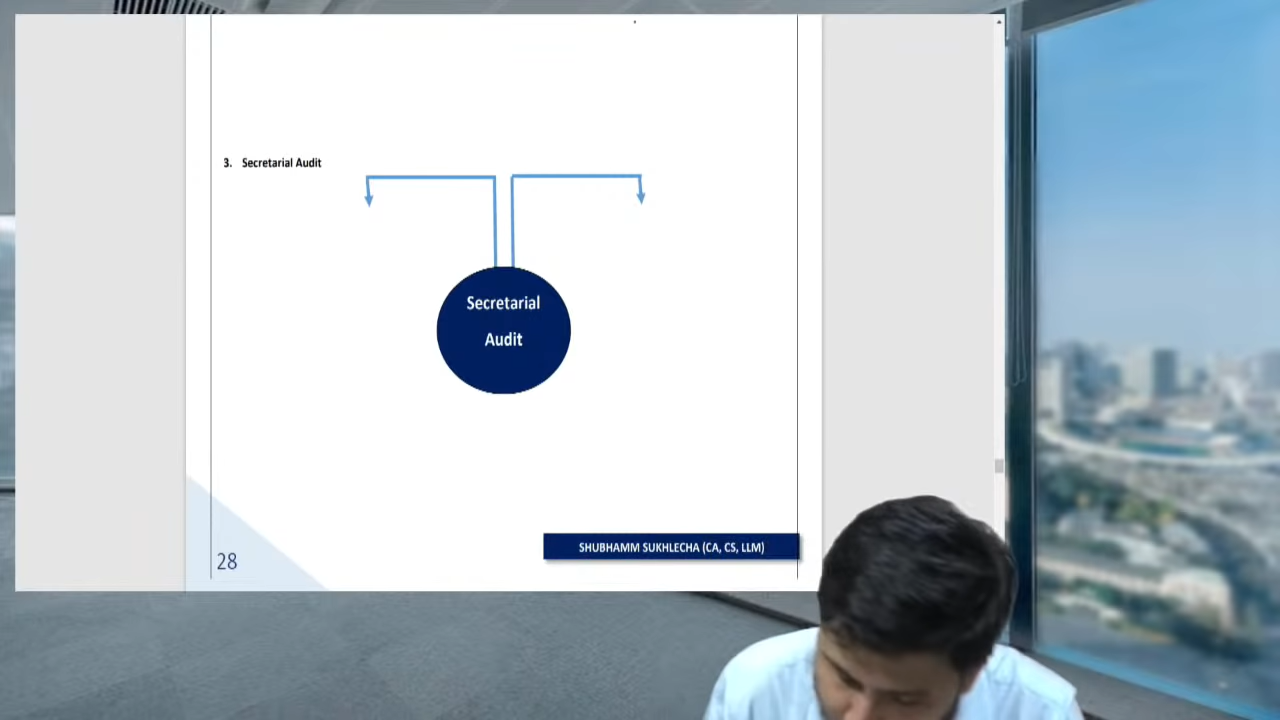 3. Secretarial Audit
Secretarial
Audit
28
SHUBHAMM SUKHLECHA (CA, CS, LLM)